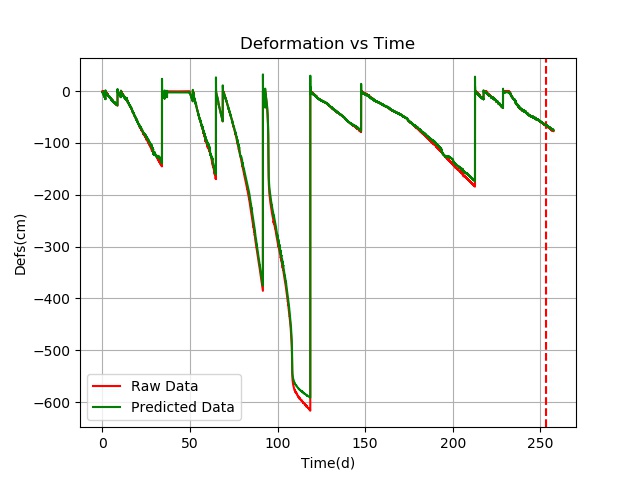 Deformation vs Time
0
−100
−200
−300
−400
−500
−600
Defs(cm)
Raw Data
Predicted Data
0
50
100
150
200
250
Time(d)